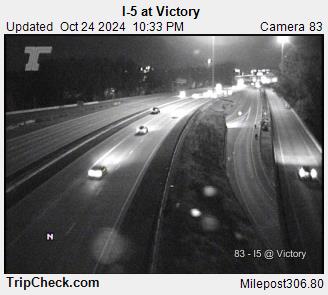 I-5 at Victory
Updated Oct 24 2024 10:33 PM Camera 83
T
N
83 - I5 @ Victory
TripCheck.com Milepost306.80